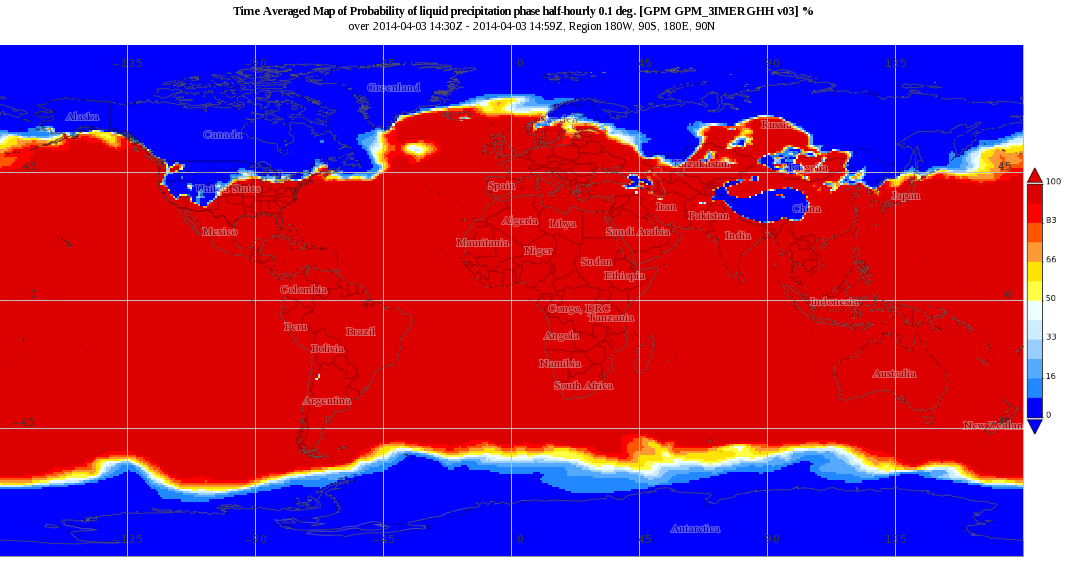 Time Averaged Map of Probability of liquid precipitation phase half-hourly 0.1 deg. [GPM GPM_3IMERGHH v03] %
over 2014-04-03 14:30Z - 2014-04-03 14:59Z, Region 180W, 90S, 180E, 90N
-135 -90 -45 0 45 90 135
Greenland
Alaska
Canada
Russia
Kazakhstan
Mongolia
45
United States
Spain
Iran
China
Japan
Pakistan
Mexico
Algeria
Libya
Saudi Arabia
India
Mauritania
Niger
Sudan
Ethiopia
Colombia
0
0
Indonesia
Congo, DRC
Tanzania
Peru
Brazil
Angola
Bolivia
Namibia
Australia
South Africa
Argentina
New Zealan
Antarctica
-135 -90 -45 0 45 90 135
100
83
66
50
33
16
0